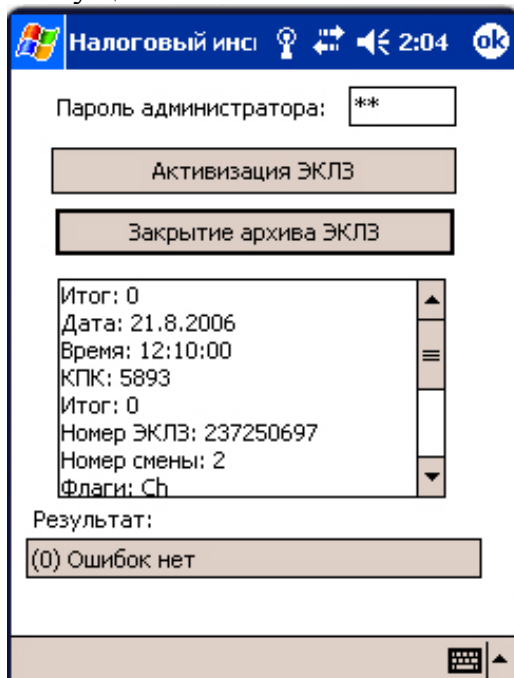 Налоговый инсг 2:04 ok
Пароль администратора: **
Активизация ЭКЛЗ
Закрытие архива ЭКЛЗ
Итог: 0
Дата: 21.8.2006
Время: 12:10:00
КПК: 5893
Итог: 0
Номер ЭКЛЗ: 237250697
Номер смены: 2
Флаги: Ch
Результат:
(0) Ошибок нет